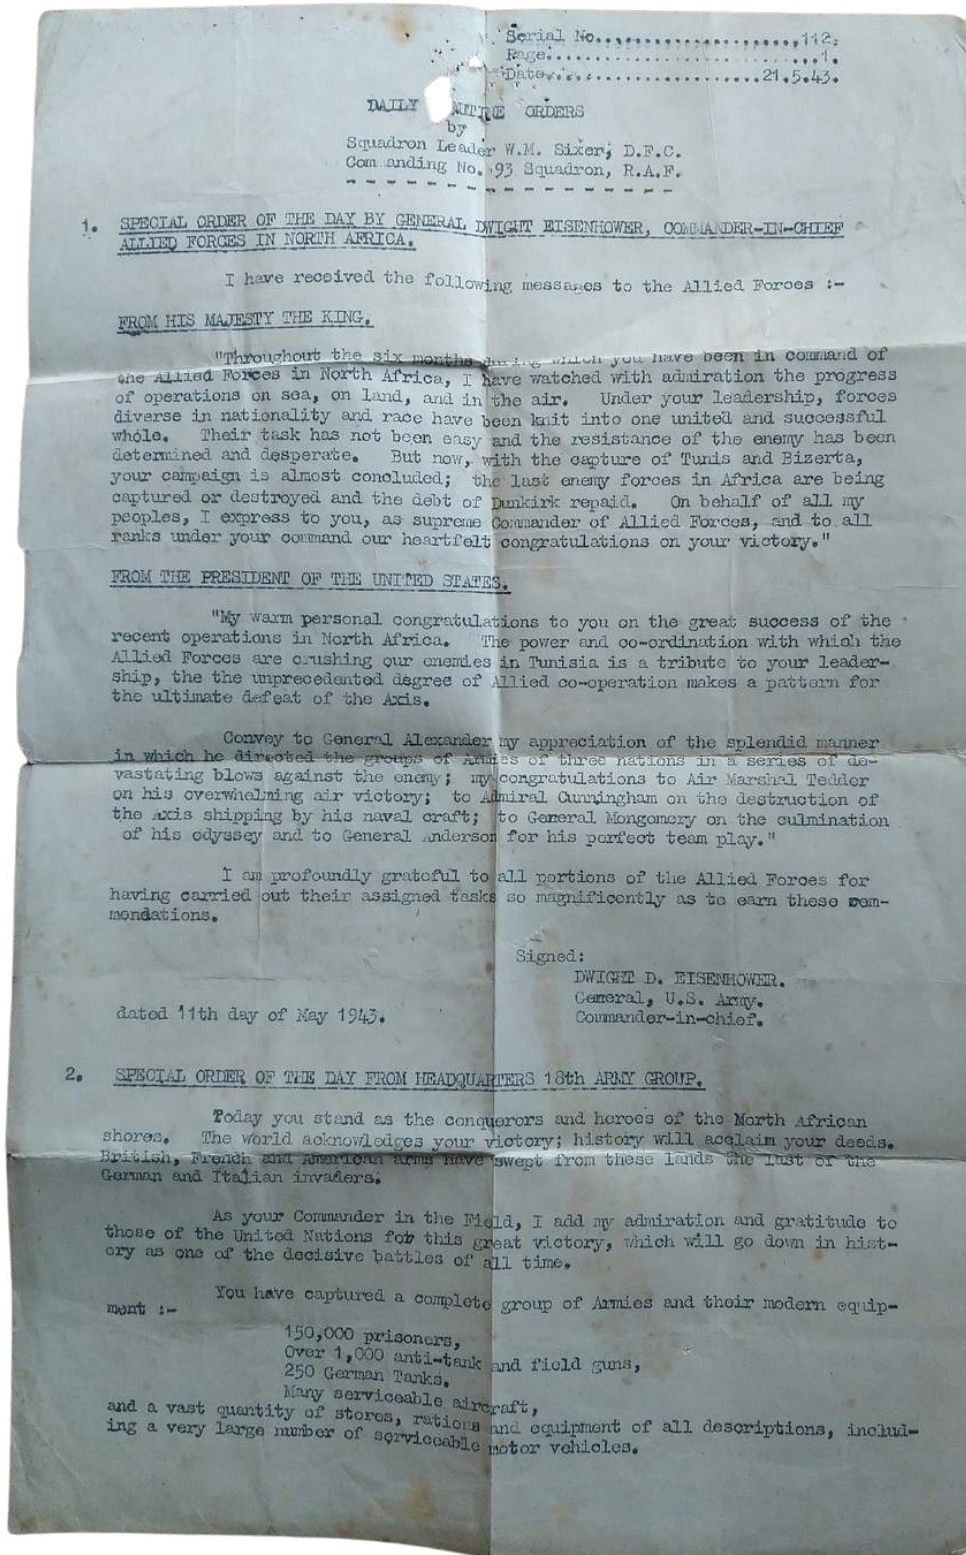 Serial No......................112.
Page...........................1.
Date......................21.5.43.
DAILY UTINE ORDERS
by
Squadron Leader W.M. Sizer, D.F.C.
Com anding No. 93 Squadron, R.A.F.
1. SPECIAL ORDER OF THE DAY BY GENERAL DWIGHT EISENHOWER, COMMANDER-IN-CHIEF
ALLIED FORCES IN NORTH AFRICA.
I have received the following messages to the Allied Forces :-
FROM HIS MAJESTY THE KING.
"Throughout the six months during which you have been in command of
the Allied Forces in North Africa, I have watched with admiration the progress
of operations on sea, on land, and in the air. Under your leadership, forces
diverse in nationality and race have been knit into one united and successful
whole. Their task has not been easy and the resistance of the enemy has been
determined and desperate. But now, with the capture of Tunis and Bizerta,
your campaign is almost concluded; the last enemy forces in Africa are being
captured or destroyed and the debt of Dunkirk repaid. On behalf of all my
peoples, I express to you, as supreme Commander of Allied Forces, and to all
ranks under your command our heartfelt congratulations on your victory."
FROM THE PRESIDENT OF THE UNITED STATES.
"My warm personal congratulations to you on the great success of the
recent operations in North Africa. The power and co-ordination with which the
Allied Forces are crushing our enemies in Tunisia is a tribute to your leader-
ship, the the unprecedented degree of Allied co-operation makes a pattern for
the ultimate defeat of the Axis.
Convey to General Alexander my appreciation of the splendid manner
in which he directed the groups of Armies of three nations in a series of de-
vastating blows against the enemy; my congratulations to Air Marshal Tedder
on his overwhelming air victory; to Admiral Cunningham on the destruction of
the Axis shipping by his naval craft; to General Mongomery on the culmination
of his odyssey and to General Anderson for his perfect team play."
I am profoundly grateful to all portions of the Allied Forces for
having carried out their assigned tasks so magnificently as to earn these com-
mendations.
Signed:
DWIGHT D. EISENHOWER.
General, U.S. Army.
Commander-in-chief.
dated 11th day of May 1943.
2. SPECIAL ORDER OF THE DAY FROM HEADQUARTERS 18th ARMY GROUP.
Today you stand as the conquerors and heroes of the North African
shores. The world acknowledges your victory; history will acclaim your deeds.
British, French and American arms have swept from these lands the last of the
German and Italian invaders.
As your Commander in the Field, I add my admiration and gratitude to
those of the United Nations for this great victory, which will go down in hist-
ory as one of the decisive battles of all time.
You have captured a complete group of Armies and their modern equip-
ment :-
150,000 prisoners,
Over 1,000 anti-tank and field guns,
250 German Tanks,
Many serviceable aircraft,
and a vast quantity of stores, rations and equipment of all descriptions, includ-
ing a very large number of serviceable motor vehicles.